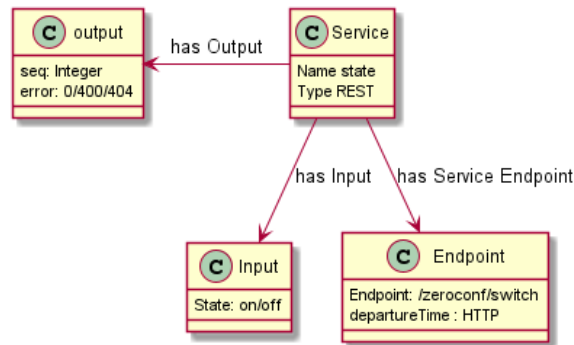 C output
seq: Integer
error: 0/400/404
has Output
C Service
Name state
Type REST
has Input
has Service Endpoint
C Input
State: on/off
C Endpoint
Endpoint: /zeroconf/switch
departureTime : HTTP